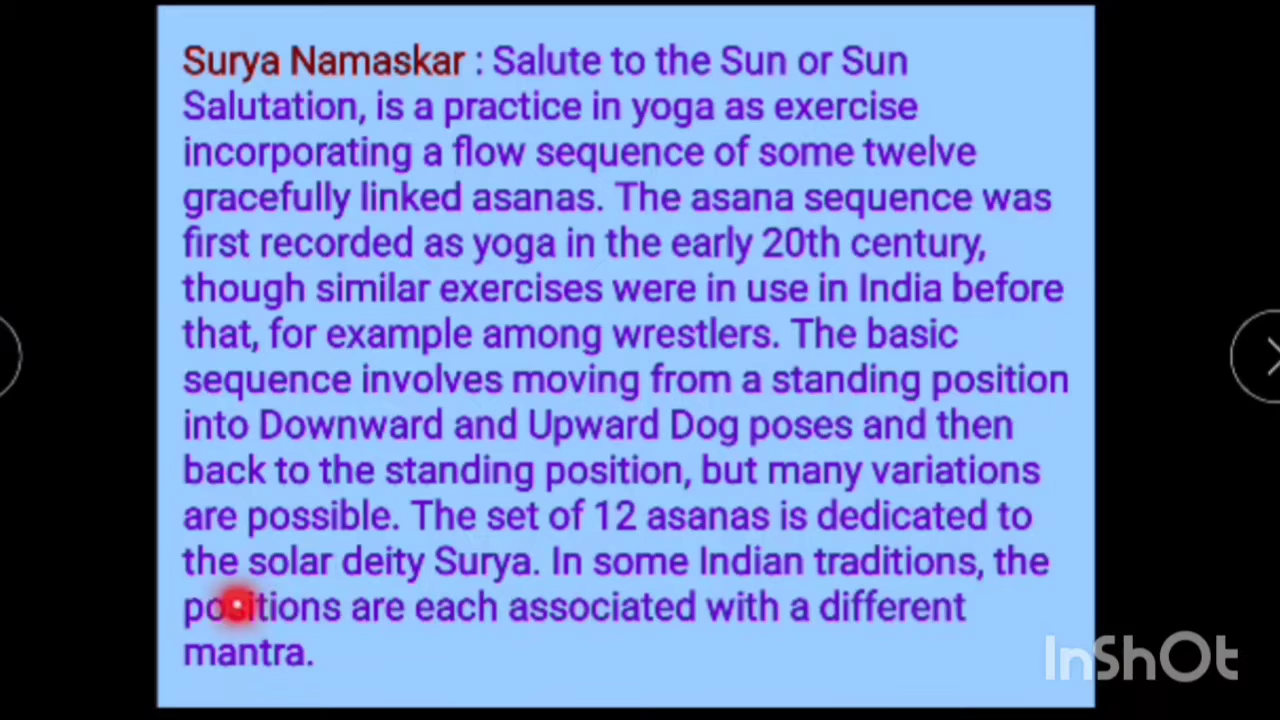 Surya Namaskar : Salute to the Sun or Sun
Salutation, is a practice in yoga as exercise
incorporating a flow sequence of some twelve
gracefully linked asanas. The asana sequence was
first recorded as yoga in the early 20th century,
though similar exercises were in use in India before
that, for example among wrestlers. The basic
sequence involves moving from a standing position
into Downward and Upward Dog poses and then
back to the standing position, but many variations
are possible. The set of 12 asanas is dedicated to
the solar deity Surya. In some Indian traditions, the
positions are each associated with a different
mantra.
InShOt